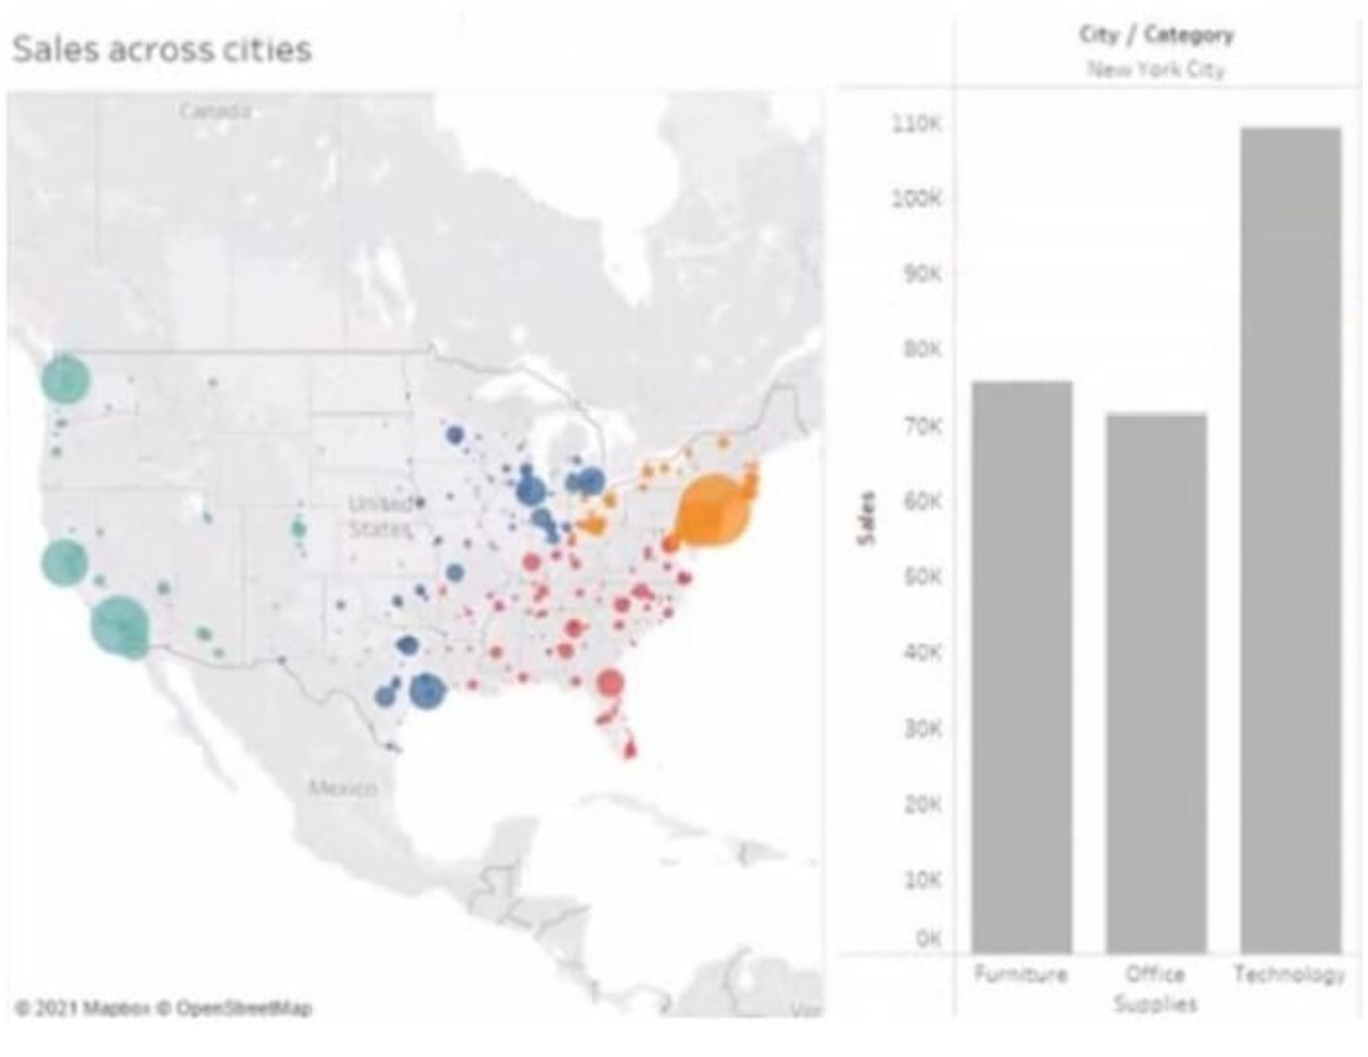 Sales across cities
Canada
United
States
Mexico
© 2021 Mapbox © OpenStreetMap
City / Category
New York City
Sales
110K
100K
90K
80K
70K
60K
50K
40K
30K
20K
10K
0K
Furniture
Office
Supplies
Technology